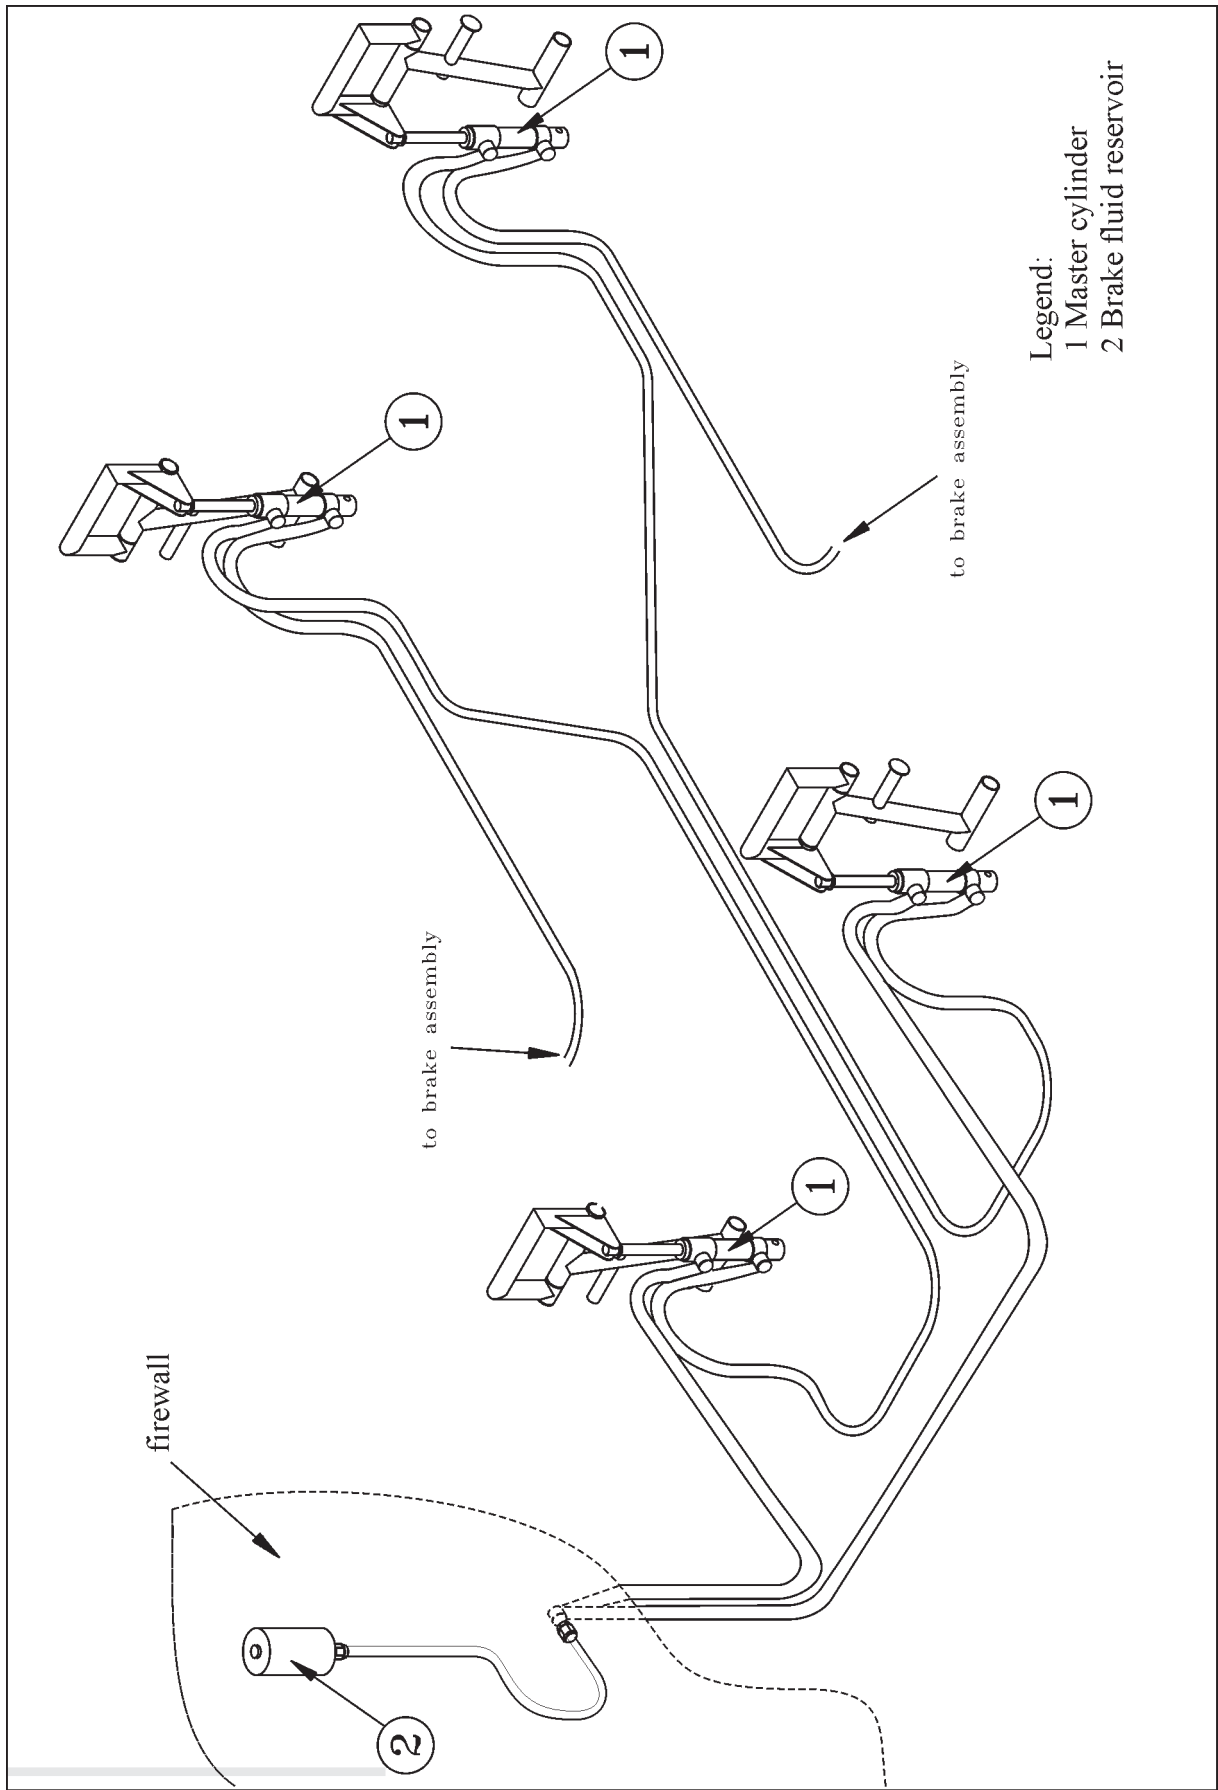 firewall
2
1
to brake assembly
1
1
1
to brake assembly
Legend:
1 Master cylinder
2 Brake fluid reservoir